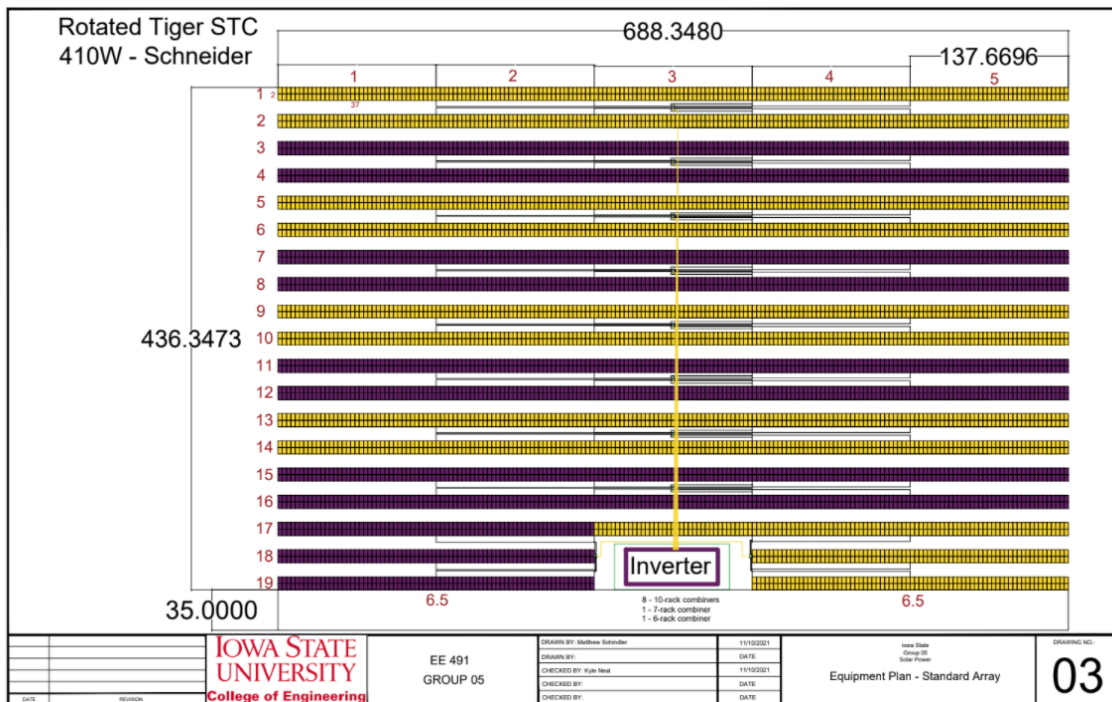 Rotated Tiger STC
410W - Schneider
688.3480
137.6696
1 2 3 4 5
1 2
37
2
3
4
5
6
7
8
9
436.3473
10
11
12
13
14
15
16
17
18
Inverter
19
35.0000
6.5
6.5
8 - 10-rack combiners
1 - 7-rack combiner
1 - 6-rack combiner
DATE REVISION
IOWA STATE
UNIVERSITY
College of Engineering
EE 491
GROUP 05
DRAWN BY: Matthew Schindler 11/10/2021
DRAWN BY: DATE
CHECKED BY: Kyle Neal 11/10/2021
CHECKED BY: DATE
CHECKED BY: DATE
Iowa State
Group 05
Solar Power
Equipment Plan - Standard Array
DRAWING NO.:
03